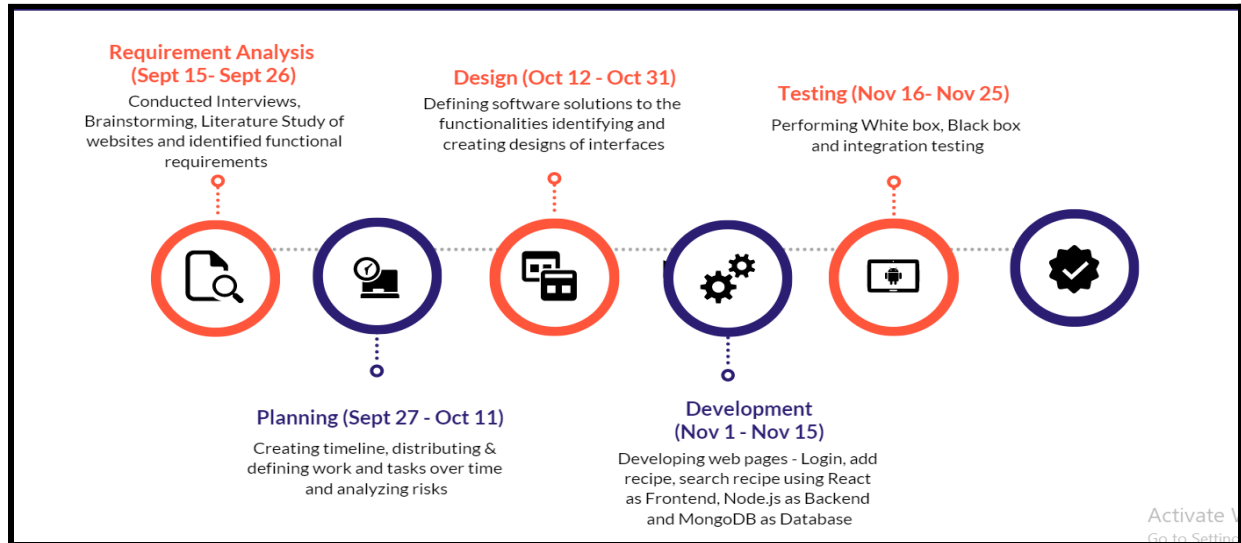 Requirement Analysis
(Sept 15- Sept 26)
Conducted Interviews,
Brainstorming, Literature Study of
websites and identified functional
requirements
Design (Oct 12 - Oct 31)
Defining software solutions to the
functionalities identifying and
creating designs of interfaces
Testing (Nov 16- Nov 25)
Performing White box, Black box
and integration testing
Planning (Sept 27 - Oct 11)
Creating timeline, distributing &
defining work and tasks over time
and analyzing risks
Development
(Nov 1 - Nov 15)
Developing web pages - Login, add
recipe, search recipe using React
as Frontend, Node.js as Backend
and MongoDB as Database
Activate
Go to